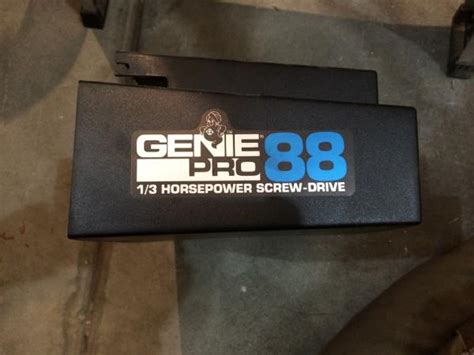 GENIE
PRO 88
1/3 HORSEPOWER SCREW-DRIVE